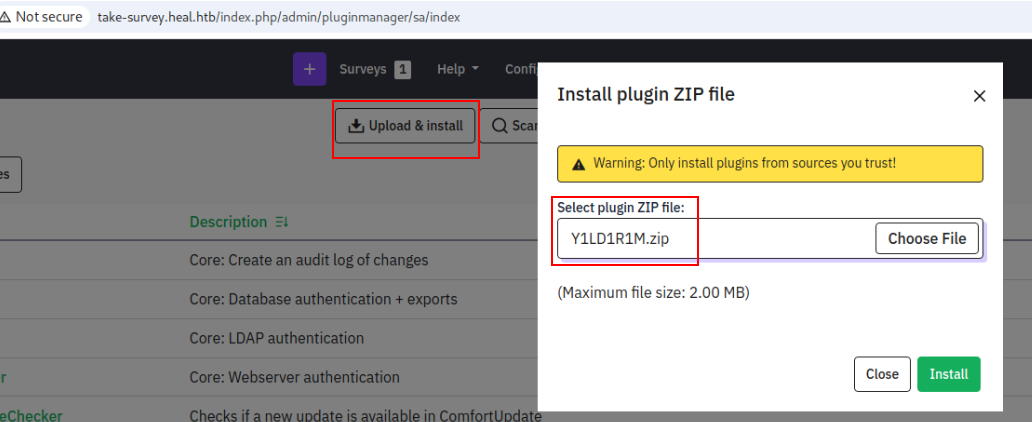 Not secure take-survey.heal.htb/index.php/admin/pluginmanager/sa/index
+ Surveys 1 Help Confi
Install plugin ZIP file
Upload & install Scan
Warning: Only install plugins from sources you trust!
es
Select plugin ZIP file:
Description
Y1LD1R1M.zip Choose File
Core: Create an audit log of changes
(Maximum file size: 2.00 MB)
Core: Database authentication + exports
Core: LDAP authentication
r Core: Webserver authentication
Close Install
eChecker Checks if a new update is available in ComfortUpdate